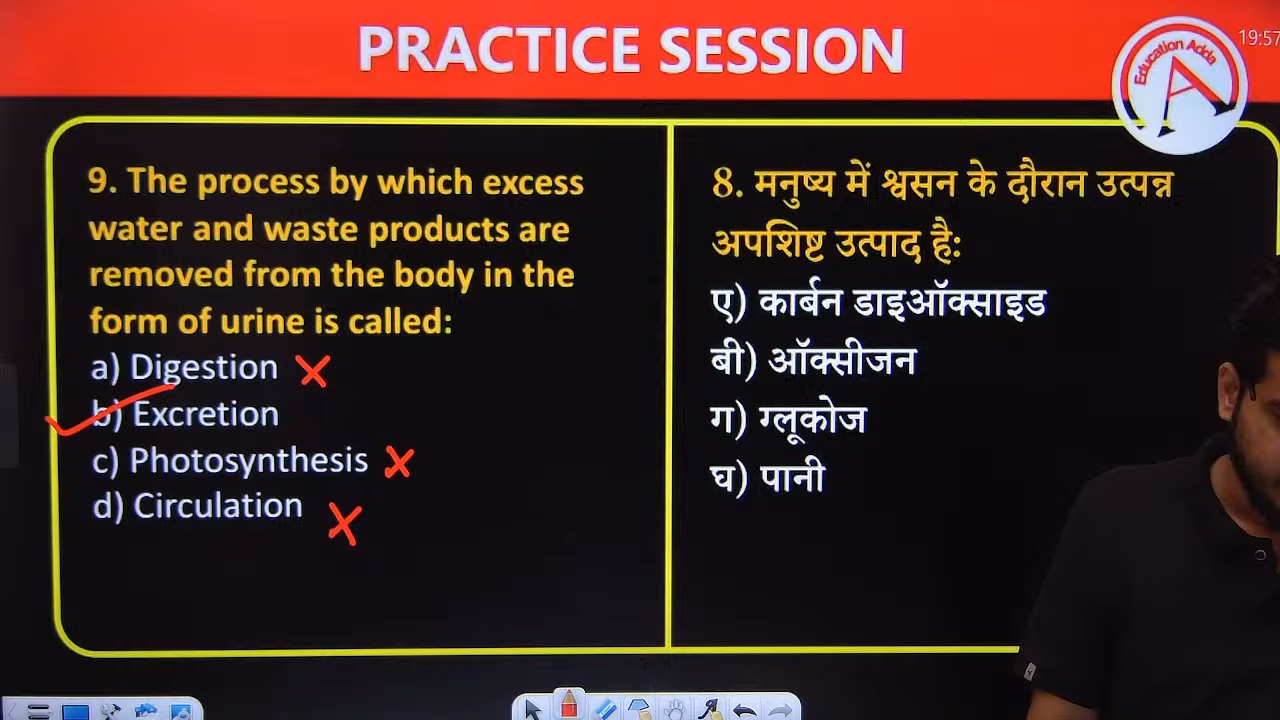 PRACTICE SESSION
Education Adda
A
19:57
9. The process by which excess
water and waste products are
removed from the body in the
form of urine is called:
a) Digestion
b) Excretion
c) Photosynthesis
d) Circulation
8. मनुष्य में श्वसन के दौरान उत्पन्न
अपशिष्ट उत्पाद है:
ए) कार्बन डाइऑक्साइड
बी) ऑक्सीजन
ग) ग्लूकोज
घ) पानी